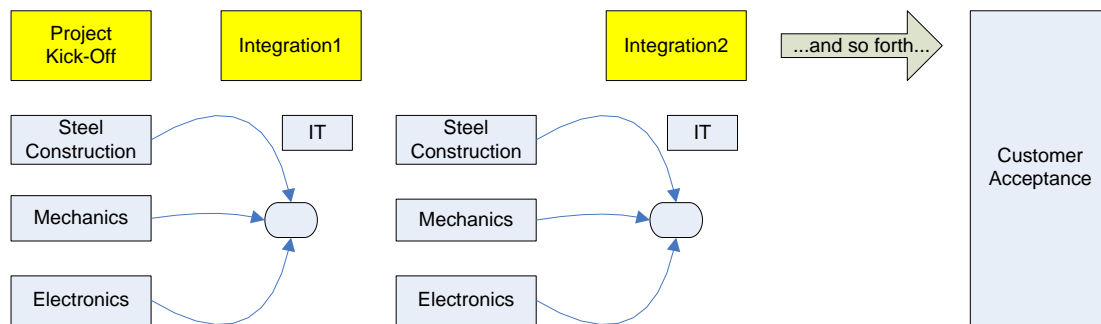 Project
Kick-Off
Integration1
Integration2
...and so forth...
Steel
Construction
IT
Steel
Construction
IT
Customer
Acceptance
Mechanics
Mechanics
Electronics
Electronics